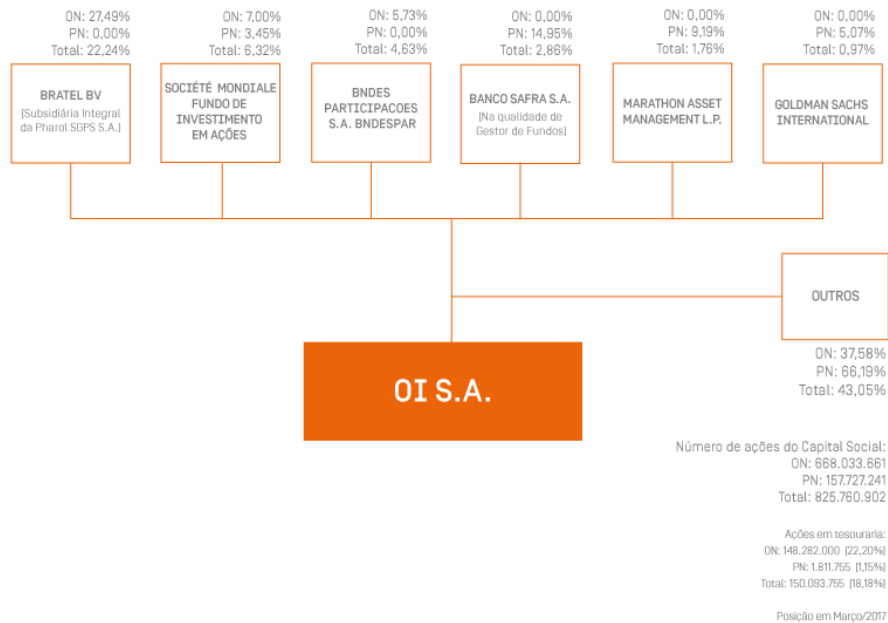 ON: 27,49%
PN: 0,00%
Total: 22,24%
BRATEL BV
(Subsidiária Integral
da Pharol SGPS S.A.)
ON: 7,00%
PN: 3,45%
Total: 6,32%
SOCIÉTÉ MONDIALE
FUNDO DE
INVESTIMENTO
EM AÇÕES
ON: 5,73%
PN: 0,00%
Total: 4,63%
BNDES
PARTICIPACOES
S.A. BNDESPAR
ON: 0,00%
PN: 14,95%
Total: 2,86%
BANCO SAFRA S.A.
(Na qualidade de
Gestor de Fundos)
ON: 0,00%
PN: 9,19%
Total: 1,76%
MARATHON ASSET
MANAGEMENT L.P.
ON: 0,00%
PN: 5,07%
Total: 0,97%
GOLDMAN SACHS
INTERNATIONAL
OUTROS
ON: 37,58%
PN: 66,19%
Total: 43,05%
OI S.A.
Número de ações do Capital Social:
ON: 668.033.661
PN: 157.727.241
Total: 825.760.902
Ações em tesouraria:
ON: 148.282.000 (22,20%)
PN: 1.811.755 (1,15%)
Total: 150.093.755 (18,18%)
Posição em Março/2017